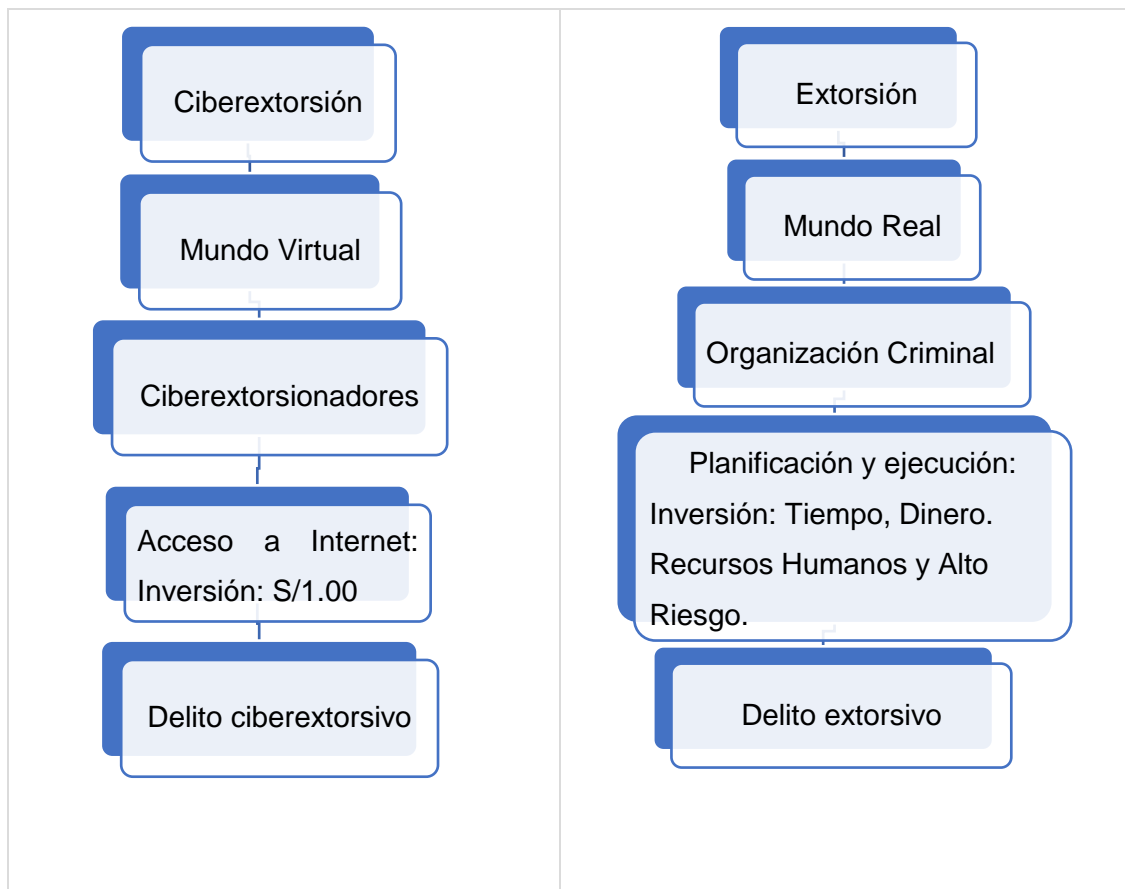 Ciberextorsión
Mundo Virtual
Ciberextorsionadores
Acceso a Internet:
Inversión: S/1.00
Delito ciberextorsivo
Extorsión
Mundo Real
Organización Criminal
Planificación y ejecución:
Inversión: Tiempo, Dinero.
Recursos Humanos y Alto
Riesgo.
Delito extorsivo